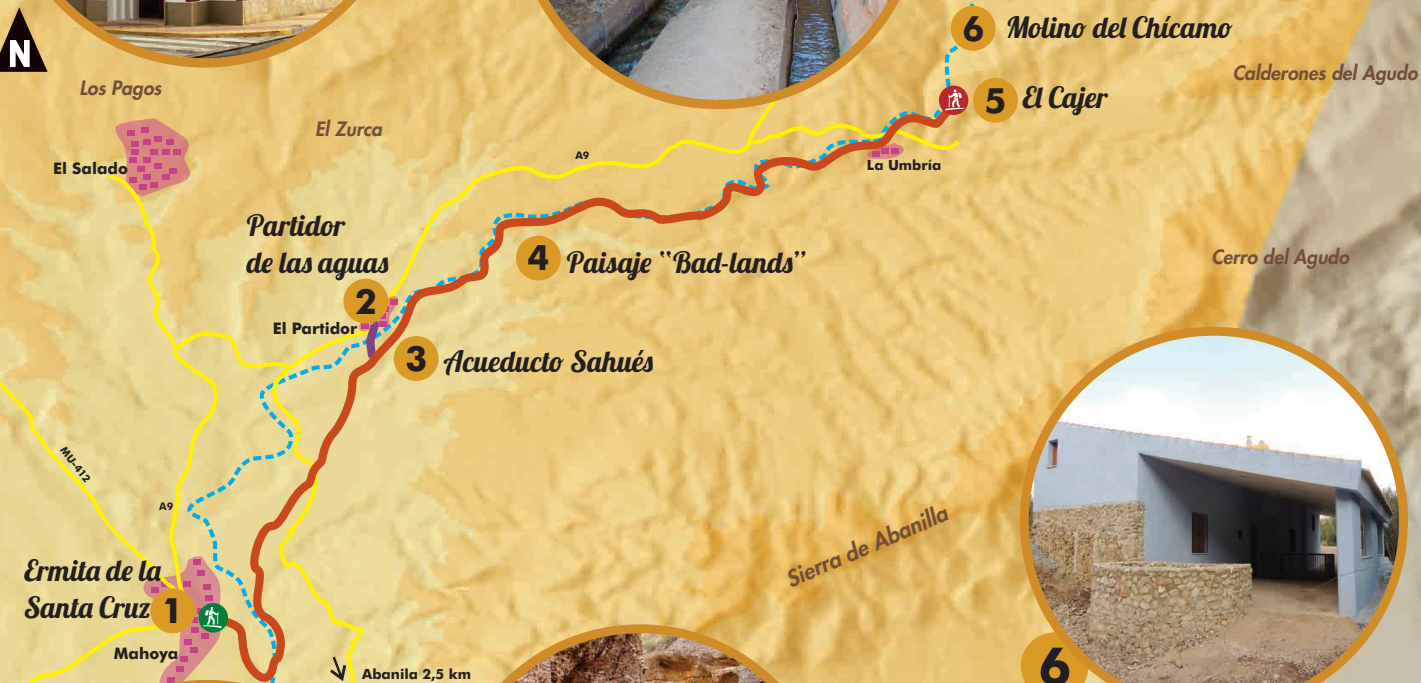 N
6 Molino del Chícamo
Calderones del Agudo
Los Pagos
5 El Cajer
El Zurca
A9
El Salado
La Umbría
Partidor
de las aguas
4 Paisaje “Bad-lands”
Cerro del Agudo
2
El Partidor
3 Acueducto Sahués
MU-412
A9
Sierra de Abanilla
Ermita de la
Santa Cruz 1
Mahoya
6
Abanila 2,5 km